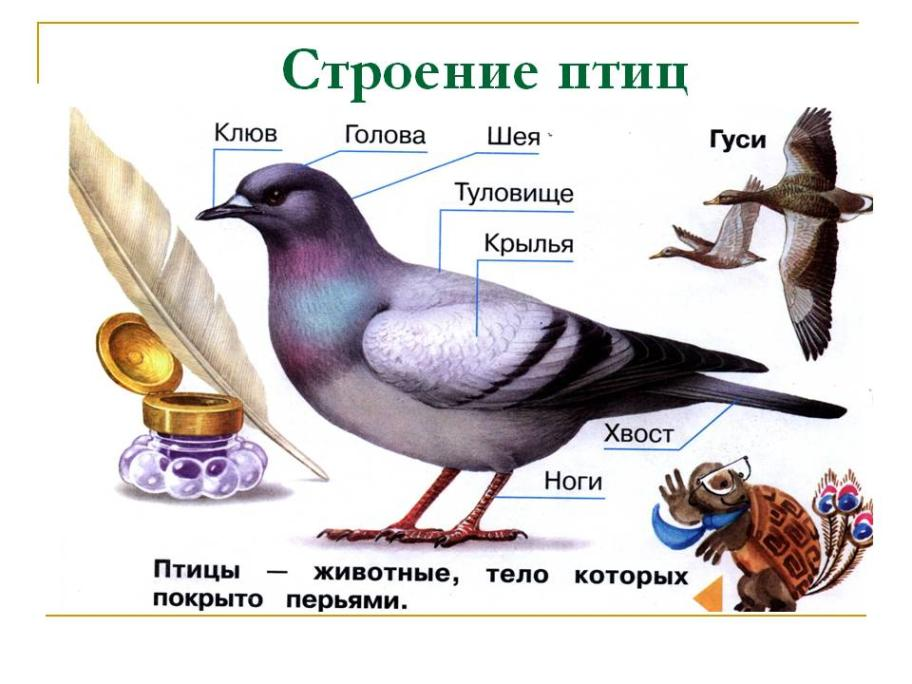 Строение птиц
Клюв
Голова
Шея
Гуси
Туловище
Крылья
Хвост
Ноги
Птицы — животные, тело которых
покрыто перьями.